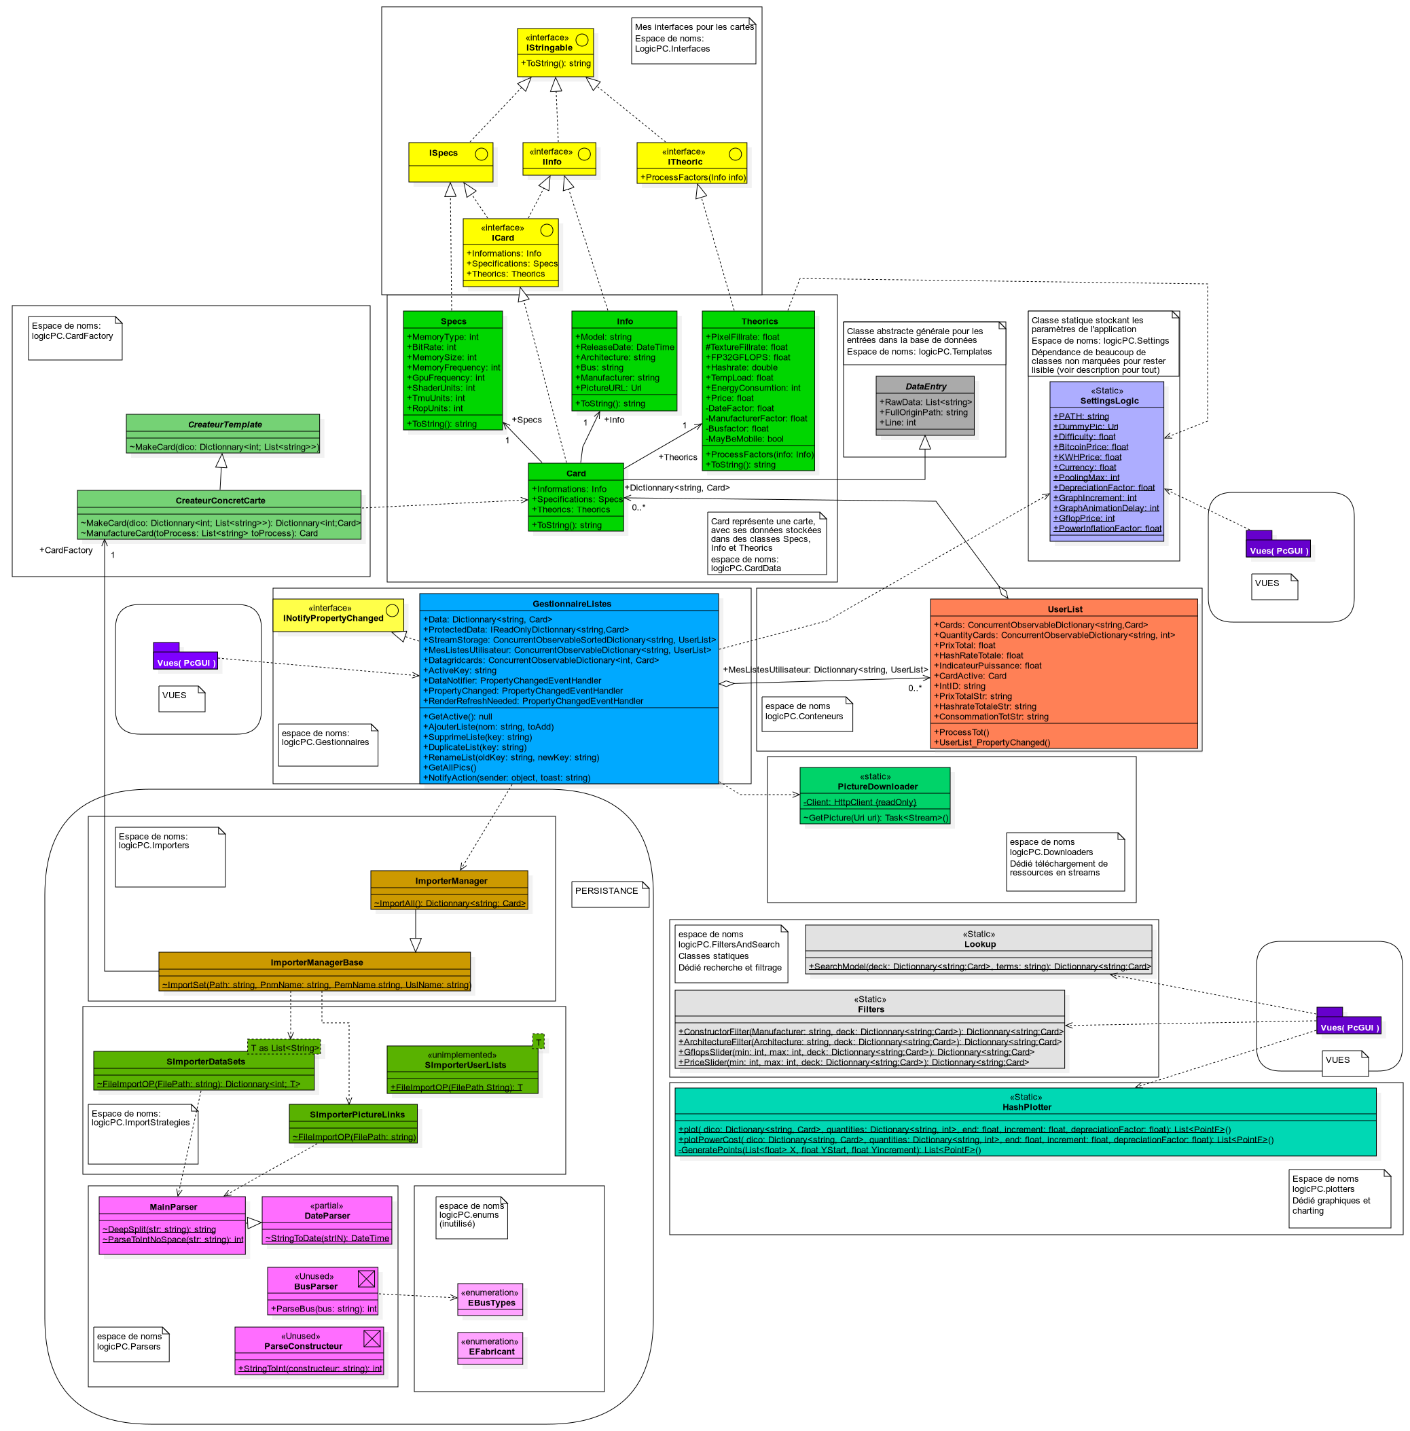 Mes interfaces pour les cartes
Espace de noms:
LogicPC.Interfaces
«interface»
IStringable
+ToString(): string
ISpecs
«interface»
IInfo
«interface»
ITheoric
+ProcessFactors(Info info)
«interface»
ICard
+Informations: Info
+Specifications: Specs
+Theorics: Theorics
Espace de noms:
logicPC.CardFactory
CreateurTemplate
~MakeCard(dico: Dictionnary<int; List<string>>)
CreateurConcretCarte
~MakeCard(dico: Dictionnary<int; List<string>>): Dictionnary<int;Card>
~ManufactureCard(toProcess: List<string> toProcess): Card
+CardFactory
1
Specs
+MemoryType: int
+BitRate: int
+MemorySize: int
+MemoryFrequency: int
+GpuFrequency: int
+ShaderUnits: int
+TmuUnits: int
+RopUnits: int
+ToString(): string
Info
+Model: string
+ReleaseDate: DateTime
+Architecture: string
+Bus: string
+Manufacturer: string
+PictureURL: Uri
+ToString(): string
Theorics
+PixelFillrate: float
#TextureFillrate: float
+FP32GFLOPS: float
+Hashrate: double
+TempLoad: float
+EnergyConsumtion: int
+Price: float
-DateFactor: float
-ManufacturerFactor: float
-Busfactor: float
-MayBeMobile: bool
+ProcessFactors(info: Info)
+ToString(): string
+Specs
1
+Info
1
+Theorics
1
Card
+Informations: Info
+Specifications: Specs
+Theorics: Theorics
+ToString(): string
+Dictionnary<string, Card>
0..*
Card représente une carte,
avec ses données stockées
dans des classes Specs,
Info et Theorics
espace de noms:
logicPC.CardData
Classe abstracte générale pour les
entrées dans la base de données
Espace de noms: logicPC.Templates
DataEntry
+RawData: List<string>
+FullOriginPath: string
+Line: int
Classe statique stockant les
paramètres de l'application
Espace de noms: logicPC.Settings
Dépendance de beaucoup de
classes non marquées pour rester
lisible (voir description pour tout)
«Static»
SettingsLogic
+PATH: string
+DummyPic: Uri
+Difficulty: float
+BitcoinPrice: float
+KWHPrice: float
+Currency: float
+PoolingMax: int
+DepreciationFactor: float
+GraphIncrement: int
+GraphAnimationDelay: int
+GflopPrice: int
+PowerInflationFactor: float
Vues( PcGUI )
VUES
Vues( PcGUI )
VUES
«interface»
INotifyPropertyChanged
espace de noms:
logicPC.Gestionnaires
GestionnaireListes
+Data: Dictionnary<string, Card>
+ProtectedData: IReadOnlyDictionnary<string,Card>
+StreamStorage: ConcurrentObservableSortedDictionary<string, UserList>
+MesListesUtilisateur: ConcurrentObservableDictionary<string, UserList>
+Datagridcards: ConcurrentObservableDictionary<int, Card>
+ActiveKey: string
+DataNotifier: PropertyChangedEventHandler
+PropertyChanged: PropertyChangedEventHandler
+RenderRefreshNeeded: PropertyChangedEventHandler
+GetActive(): null
+AjouterListe(nom: string, toAdd)
+SupprimeListe(key: string)
+DuplicateList(key: string)
+RenameList(oldKey: string, newKey: string)
+GetAllPics()
+NotifyAction(sender: object, toast: string)
+MesListesUtilisateur: Dictionnary<string, UserList>
0..*
espace de noms
logicPC.Conteneurs
UserList
+Cards: ConcurrentObservableDictionary<string,Card>
+QuantityCards: ConcurrentObservableDictionary<string, int>
+PrixTotal: float
+HashRateTotale: float
+IndicateurPuissance: float
+CardActive: Card
+IntID: string
+PrixTotalStr: string
+HashrateTotaleStr: string
+ConsommationTotStr: string
+ProcessTot()
+UserList_PropertyChanged()
«static»
PictureDownloader
-Client: HttpClient {readOnly}
~GetPicture(Uri uri): Task<Stream>()
espace de noms
logicPC.Downloaders
Dédié téléchargement de
ressources en streams
Espace de noms:
logicPC.Importers
ImporterManager
~ImportAll(): Dictionnary<string; Card>
PERSISTANCE
ImporterManagerBase
~ImportSet(Path: string, PnmName: string, PemName string, UslName: string)
T as List<String>
SImporterDataSets
~FileImportOP(FilePath: string): Dictionary<int; T>
T
«unimplemented»
SImporterUserLists
+FileImportOP(FilePath String): T
Espace de noms:
logicPC.ImportStrategies
SImporterPictureLinks
~FileImportOP(FilePath: string)
espace de noms
logicPC.FiltersAndSearch
Classes statiques
Dédié recherche et filtrage
«Static»
Lookup
+SearchModel(deck: Dictionnary<string;Card>, terms: string): Dictionnary<string;Card>
«Static»
Filters
+ConstructorFilter(Manufacturer: string, deck: Dictionnary<string;Card>): Dictionnary<string;Card>
+ArchitectureFilter(Architecture: string, deck: Dictionnary<string;Card>): Dictionnary<string;Card>
+GflopsSlider(min: int, max: int, deck: Dictionnary<string;Card>): Dictionnary<string;Card>
+PriceSlider(min: int, max: int, deck: Dictionnary<string;Card>): Dictionnary<string;Card>
Vues( PcGUI )
VUES
«Static»
HashPlotter
+plot( dico: Dictionary<string, Card>, quantities: Dictionary<string, int>, end: float, increment: float, depreciationFactor: float): List<PointF>()
+plotPowerCost( dico: Dictionary<string, Card>, quantities: Dictionary<string, int>, end: float, increment: float, depreciationFactor: float): List<PointF>()
-GeneratePoints(List<float> X, float YStart, float YIncrement): List<PointF>()
Espace de noms
logicPC.plotters
Dédié graphiques et
charting
MainParser
~DeepSplit(str: string): string
~ParseToIntNoSpace(str: string): int
«partial»
DateParser
~StringToDate(strIN): DateTime
«Unused»
BusParser
+ParseBus(bus: string): int
«Unused»
ParseConstructeur
+StringToInt(constructeur: string): int
espace de noms
logicPC.Parsers
espace de noms
logicPC.enums
(inutilisé)
«enumeration»
EBusTypes
«enumeration»
EFabricant